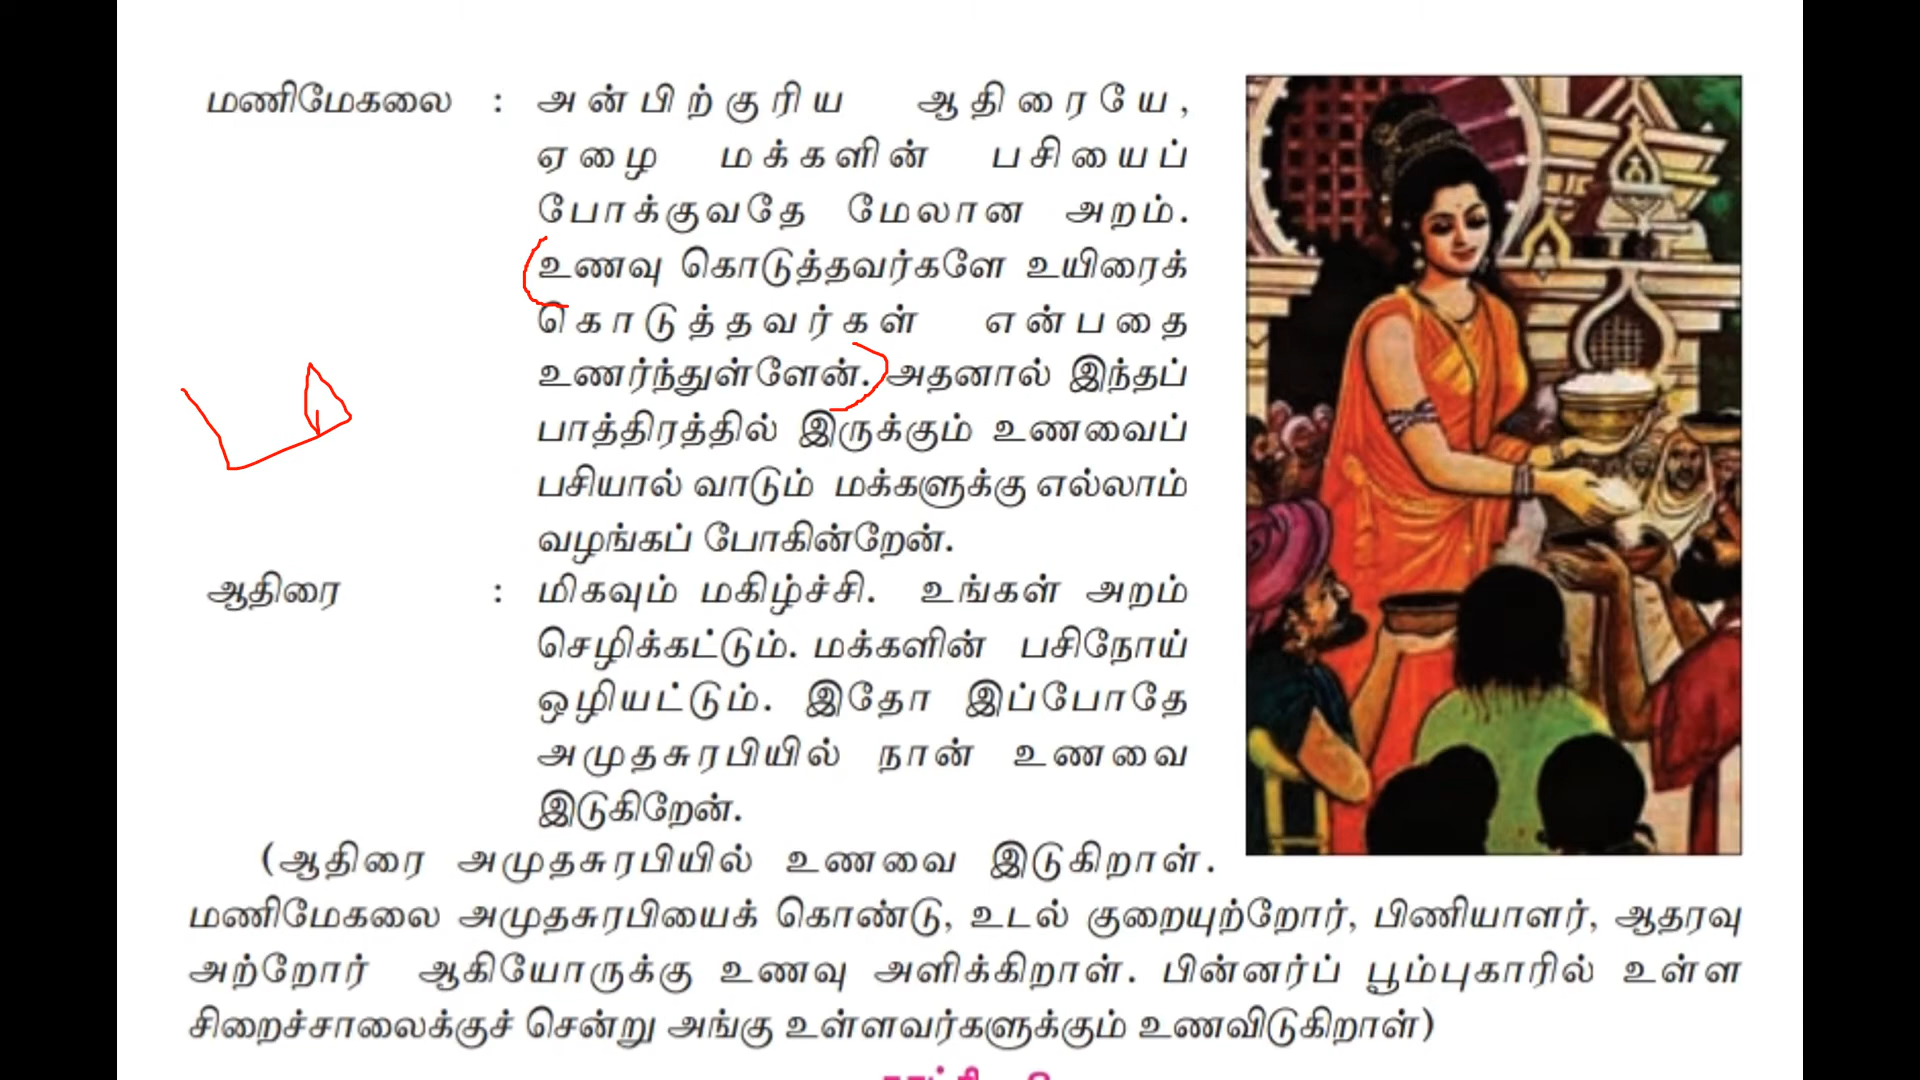 மணிமேகலை : அன்பிற்குரிய ஆதிரையே,
ஏழை மக்களின் பசியைப்
போக்குவதே மேலான அறம்.
உணவு கொடுத்தவர்களே உயிரைக்
கொடுத்தவர்கள் என்பதை
உணர்ந்துள்ளேன். அதனால் இந்தப்
பாத்திரத்தில் இருக்கும் உணவைப்
பசியால் வாடும் மக்களுக்கு எல்லாம்
வழங்கப் போகின்றேன்.
ஆதிரை : மிகவும் மகிழ்ச்சி. உங்கள் அறம்
செழிக்கட்டும். மக்களின் பசிநோய்
ஒழியட்டும். இதோ இப்போதே
அமுதசுரபியில் நான் உணவை
இடுகிறேன்.
(ஆதிரை அமுதசுரபியில் உணவை இடுகிறாள்.
மணிமேகலை அமுதசுரபியைக் கொண்டு, உடல் குறையுற்றோர், பிணியாளர், ஆதரவு
அற்றோர் ஆகியோருக்கு உணவு அளிக்கிறாள். பின்னர்ப் பூம்புகாரில் உள்ள
சிறைச்சாலைக்குச் சென்று அங்கு உள்ளவர்களுக்கும் உணவிடுகிறாள்)